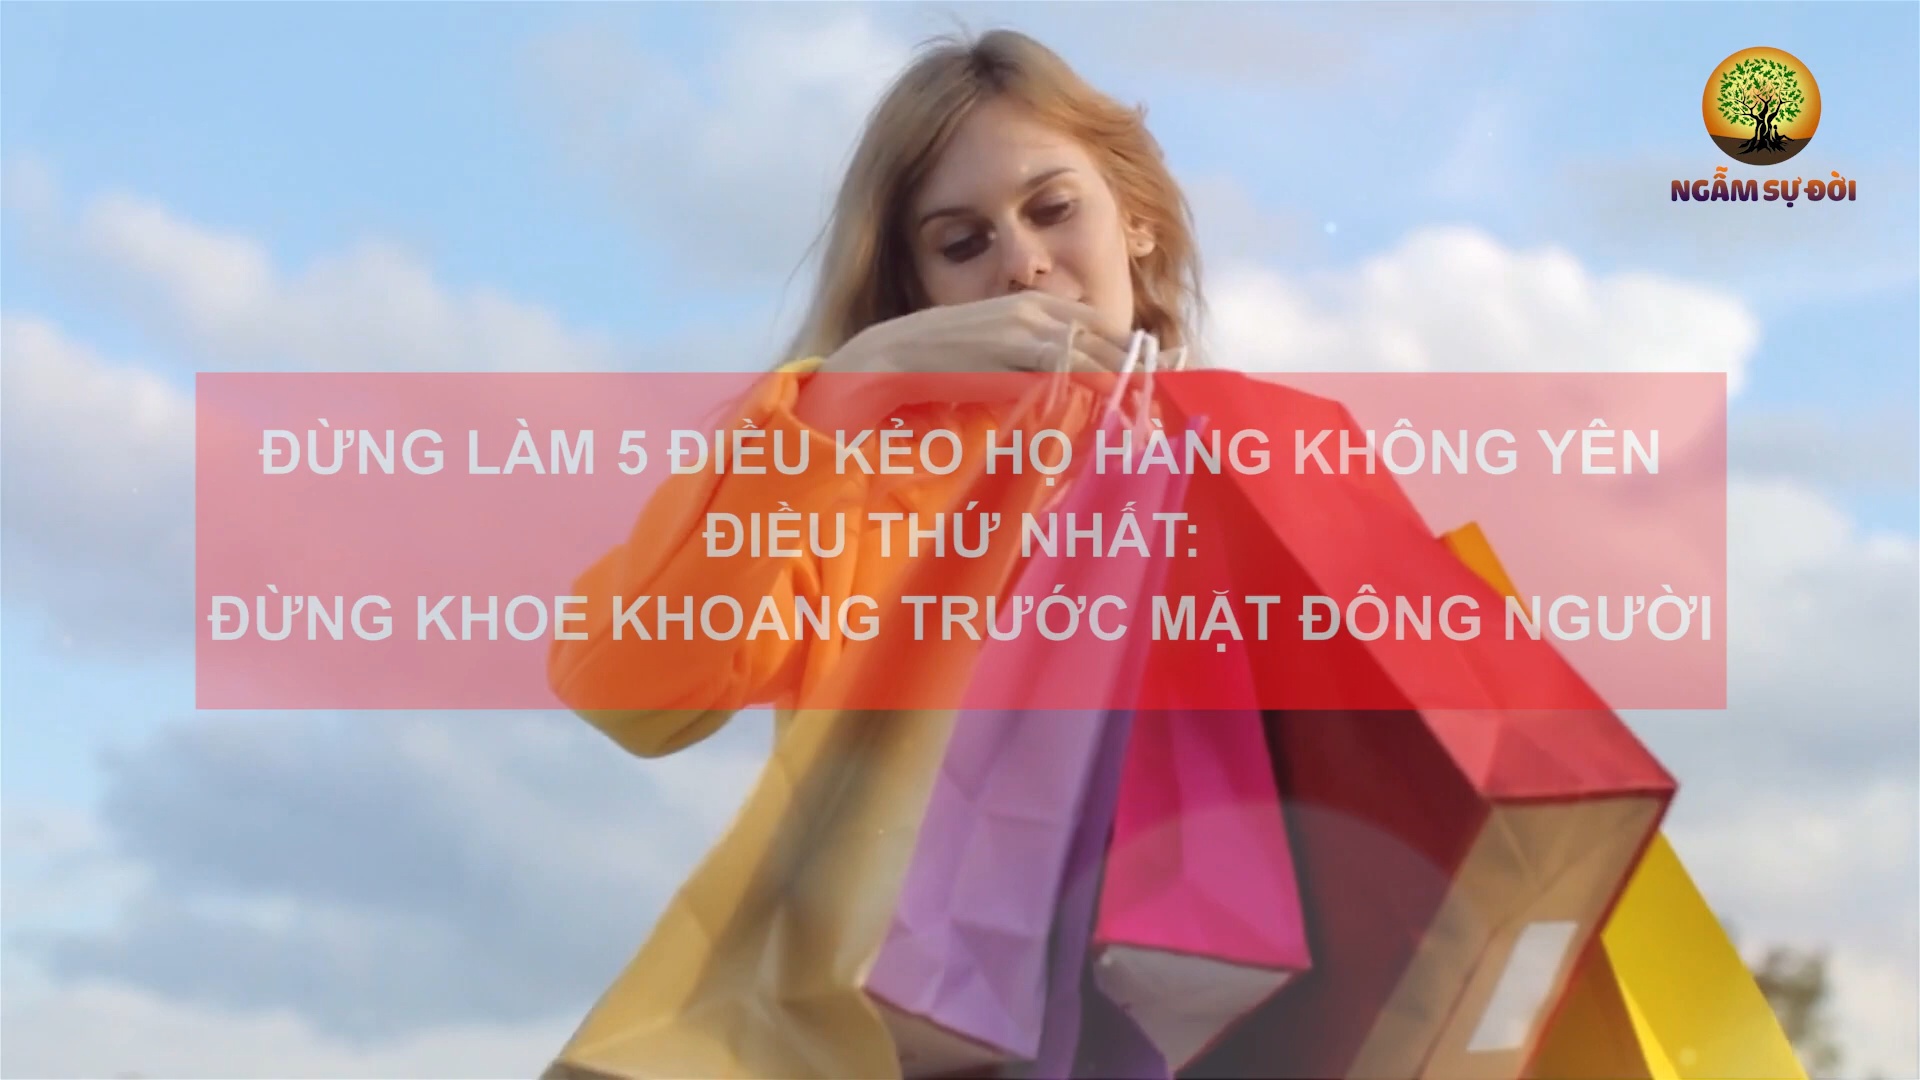 NGẪM SỰ ĐỜI
ĐỪNG LÀM 5 ĐIỀU KẺO HỌ HÀNG KHÔNG YÊN
ĐIỀU THỨ NHẤT:
ĐỪNG KHOE KHOANG TRƯỚC MẶT ĐÔNG NGƯỜI